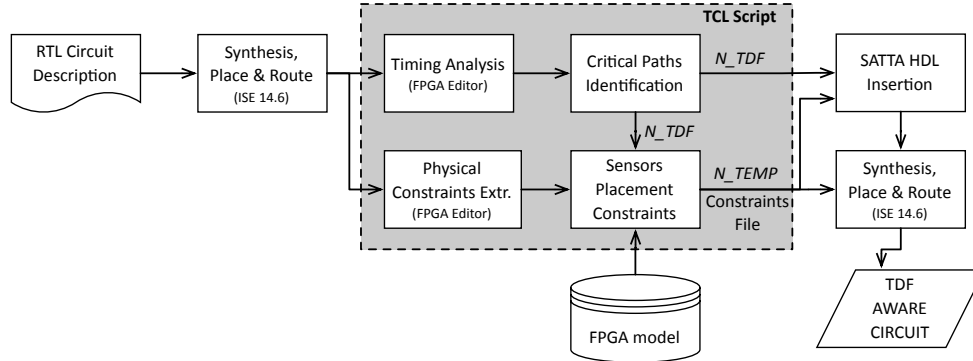 TCL Script
RTL Circuit
Description
Synthesis,
Place & Route
(ISE 14.6)
Timing Analysis
(FPGA Editor)
Critical Paths
Identification
N_TDF
SATTA HDL
Insertion
N_TDF
Physical
Constraints Extr.
(FPGA Editor)
Sensors
Placement
Constraints
N_TEMP
Constraints
File
Synthesis,
Place & Route
(ISE 14.6)
FPGA model
TDF
AWARE
CIRCUIT